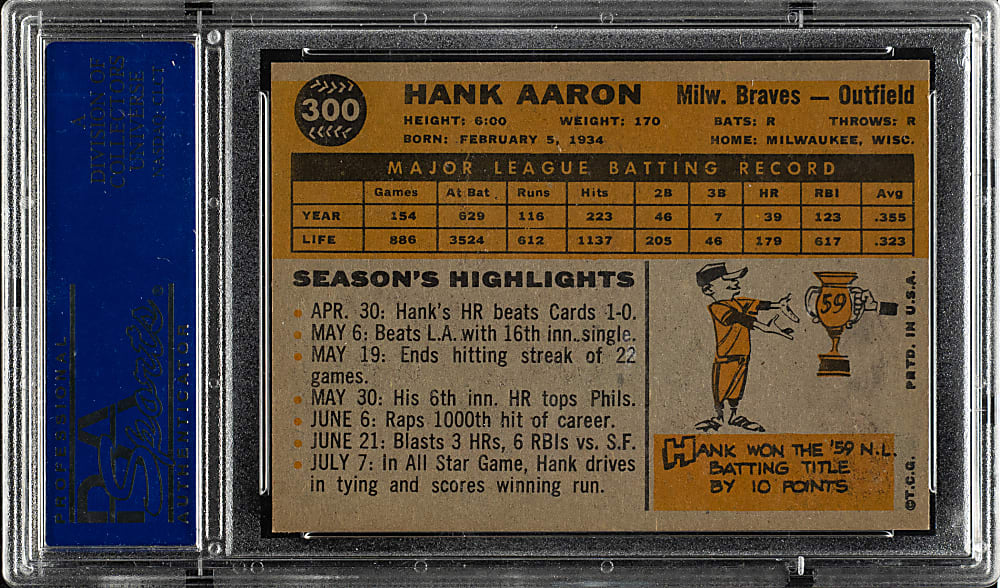 A
DIVISION OF
COLLECTORS
UNIVERSE
NASDAQ: CLCT
PROFESSIONAL
PSA
Sports
AUTHENTICATOR S
300
HANK AARON Milw. Braves — Outfield
HEIGHT: 6:00 WEIGHT: 170 BATS: R THROWS: R
BORN: FEBRUARY 5, 1934 HOME: MILWAUKEE, WISC.
MAJOR LEAGUE BATTING RECORD
Games At Bat Runs Hits 2B 3B HR RBI Avg
YEAR 154 629 116 223 46 7 39 123 .355
LIFE 886 3524 612 1137 205 46 179 617 .323
SEASON'S HIGHLIGHTS
APR. 30: Hank's HR beats Cards 1-0.
MAY 6: Beats L.A. with 16th inn. single.
MAY 19: Ends hitting streak of 22
games.
MAY 30: His 6th inn. HR tops Phils.
JUNE 6: Raps 1000th hit of career.
JUNE 21: Blasts 3 HRs, 6 RBIs vs. S.F.
JULY 7: In All Star Game, Hank drives
in tying and scores winning run.
59
HANK WON THE '59 N.L.
BATTING TITLE
BY 10 POINTS
©T.C.G. PRTD. IN U.S.A.